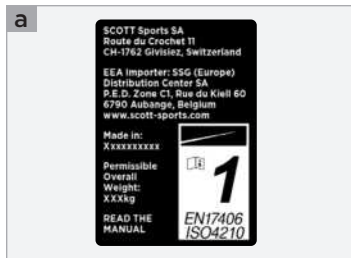 a
SCOTT Sports SA
Route du Crochet 11
CH-1762 Givisiez, Switzerland
EEA Importer: SSG (Europe)
Distribution Center SA
P.E.D. Zone C1, Rue du Kiell 60
6790 Aubange, Belgium
www.scott-sports.com
Made in:
Xxxxxxxxxx
Permissible
Overall
Weight:
XXXkg
READ THE
MANUAL
1
EN17406
ISO4210